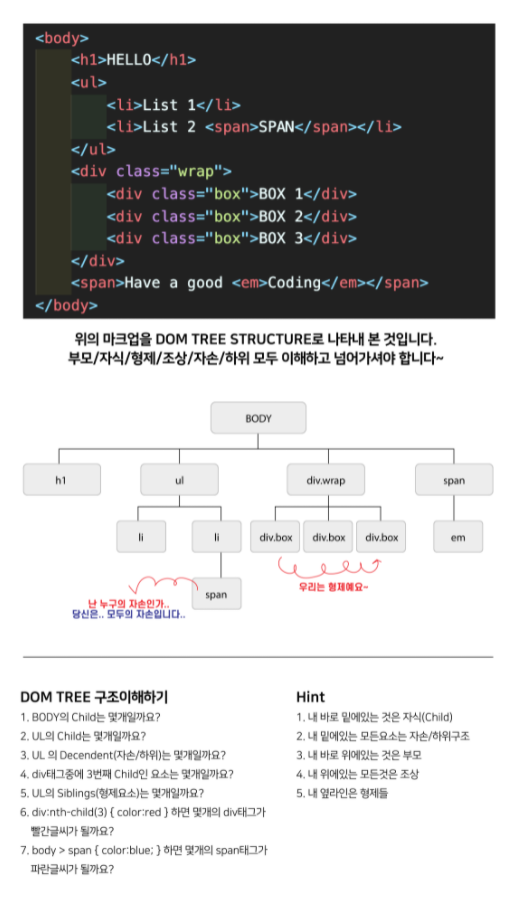 <body>
<h1>HELLO</h1>
<ul>
<li>List 1</li>
<li>List 2 <span>SPAN</span></li>
</ul>
<div class="wrap">
<div class="box">BOX 1</div>
<div class="box">BOX 2</div>
<div class="box">BOX 3</div>
</div>
<span>Have a good <em>Coding</em></span>
</body>
위의 마크업을 DOM TREE STRUCTURE로 나타내 본 것입니다.
부모/자식/형제/조상/자손/하위 모두 이해하고 넘어가셔야 합니다~
BODY
h1
ul
div.wrap
span
li
li
div.box
div.box
div.box
em
span
우리는 형제예요~
난 누구의 자손인가..
당신은.. 모두의 자손입니다..
DOM TREE 구조이해하기
1. BODY의 Child는 몇개일까요?
2. UL의 Child는 몇개일까요?
3. UL 의 Decendent(자손/하위)는 몇개일까요?
4. div태그중에 3번째 Child인 요소는 몇개일까요?
5. UL의 Siblings(형제요소)는 몇개일까요?
6. div:nth-child(3) { color:red } 하면 몇개의 div태그가
빨간글씨가 될까요?
7. body > span { color:blue; } 하면 몇개의 span태그가
파란글씨가 될까요?
Hint
1. 내 바로 밑에있는 것은 자식(Child)
2. 내 밑에있는 모든요소는 자손/하위구조
3. 내 바로 위에있는 것은 부모
4. 내 위에있는 모든것은 조상
5. 내 옆라인은 형제들